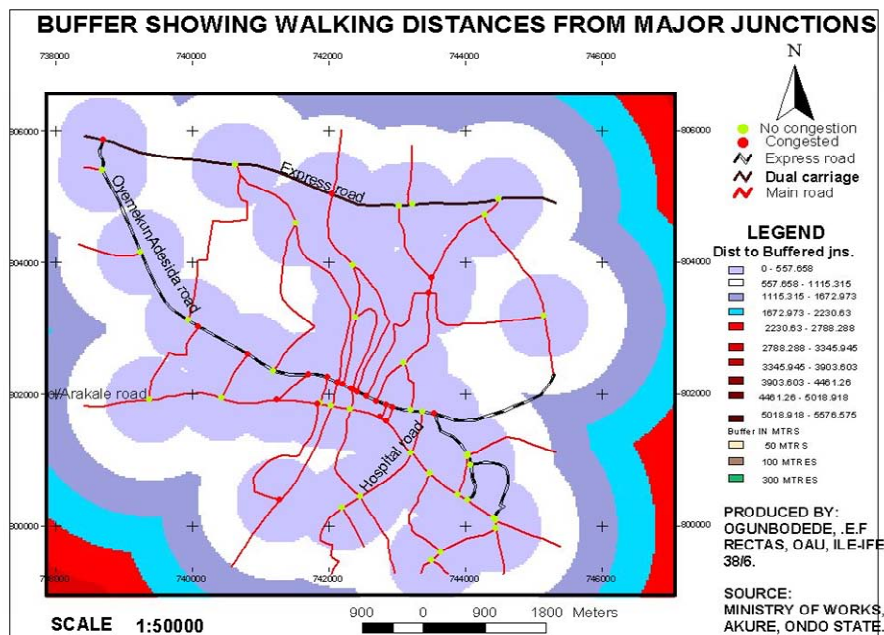 BUFFER SHOWING WALKING DISTANCES FROM MAJOR JUNCTIONS
738000 740000 742000 744000 746000
N
No congestion
Congested
Express road
Dual carriage
Main road
806000 806000
Express road
Oyemekun Adesida road
804000 804000
LEGEND
Dist to Buffered jns.
0 - 557.658
557.658 - 1115.315
1115.315 - 1672.973
1672.973 - 2230.63
2230.63 - 2788.288
2788.288 - 3345.945
3345.945 - 3903.603
3903.603 - 4461.26
4461.26 - 5018.918
5018.918 - 5576.575
Buffer IN MTRS
50 MTRS
100 MTRES
300 MTRES
802000 802000
/Arakale road
Hospital road
800000 800000
PRODUCED BY:
OGUNBODEDE, .E.F
RECTAS, OAU, ILE-IFE
38/6.
SOURCE:
MINISTRY OF WORKS,
AKURE, ONDO STATE.
738000 740000 742000 744000 746000
SCALE 1:50000
900 0 900 1800 Meters